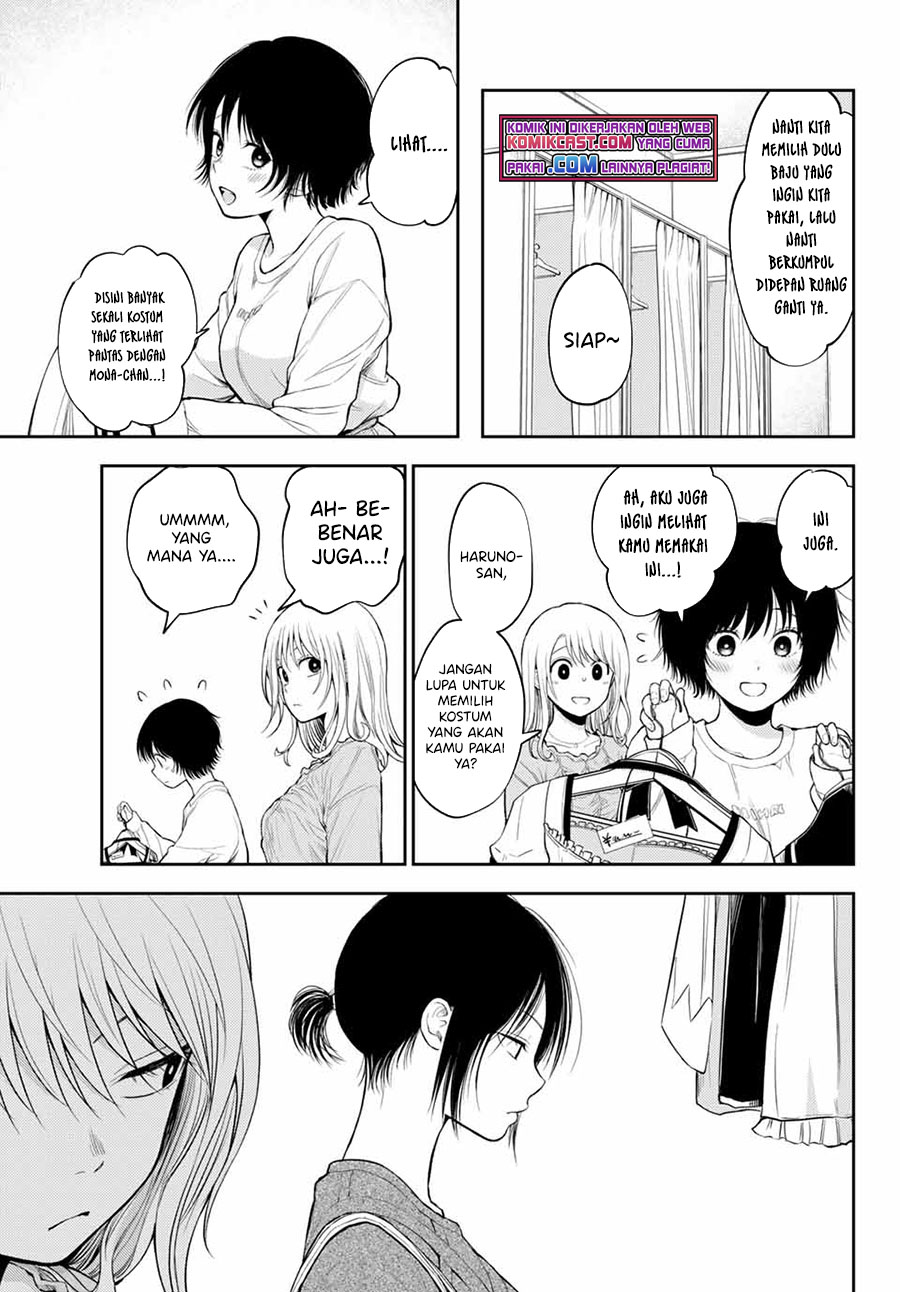 NANTI KITA
MEMILIH DULU
BAJU YANG
INGIN KITA
PAKAI, LALU
NANTI
BERKUMPUL
DIDEPAN RUANG
GANTI YA.
KOMIK INI DIKERJAKAN OLEH WEB
KOMIKCAST.COM YANG CUMA
PAKAI .COM LAINNYA PLAGIAT!
SIAP~
LIHAT....
DISINI BANYAK
SEKALI KOSTUM
YANG TERLIHAT
PANTAS DENGAN
MONA-CHAN...!
INI
JUGA.
AH, AKU JUGA
INGIN MELIHAT
KAMU MEMAKAI
INI...!
HARUNO-
SAN,
JANGAN
LUPA UNTUK
MEMILIH
KOSTUM
YANG AKAN
KAMU PAKAI
YA?
AH- BE-
BENAR
JUGA...!
UMMMM,
YANG
MANA YA....